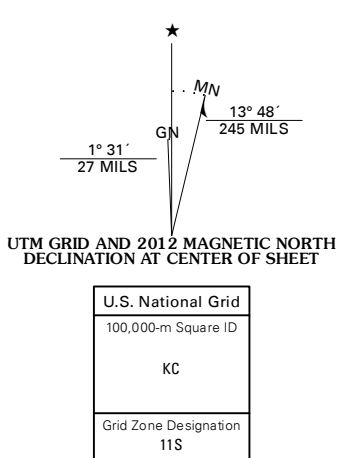 MN
13° 48´
245 MILS
GN
1° 31´
27 MILS
UTM GRID AND 2012 MAGNETIC NORTH
DECLINATION AT CENTER OF SHEET
U.S. National Grid
100,000-m Square ID
KC
Grid Zone Designation
11S